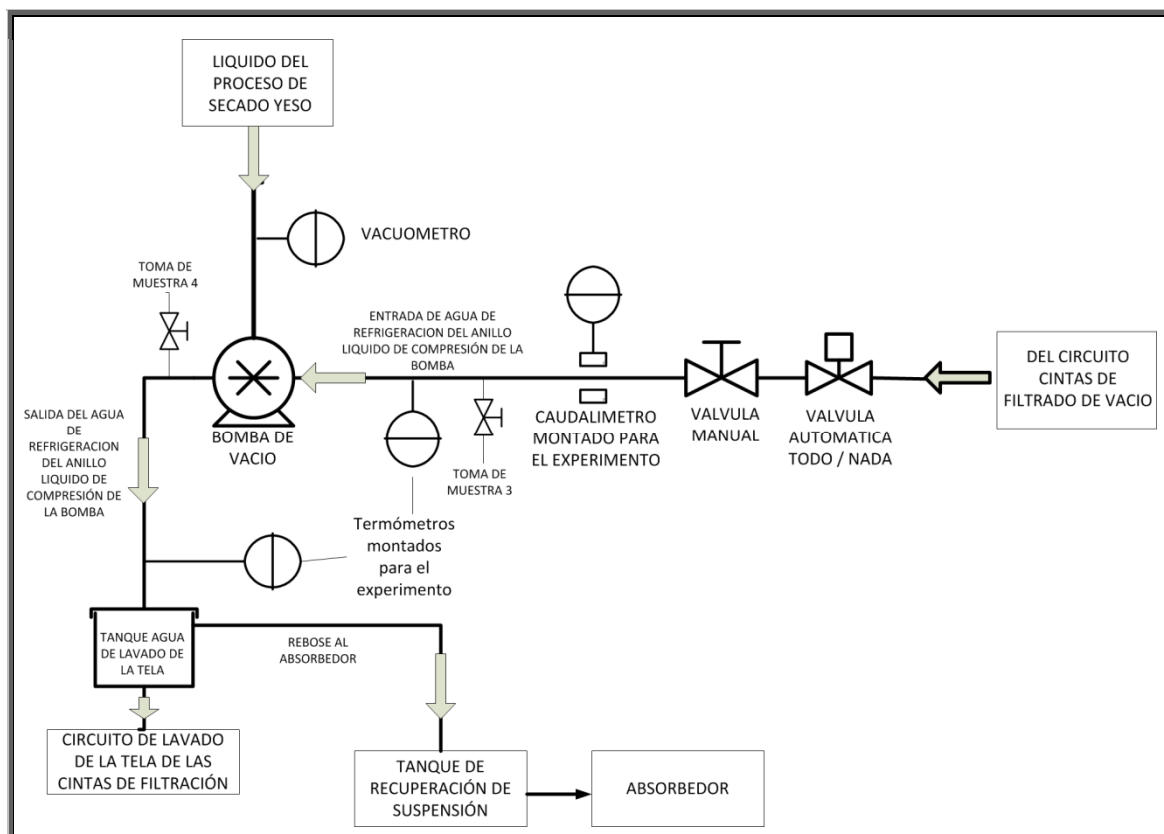 LIQUIDO DEL
PROCESO DE
SECADO YESO
VACUOMETRO
TOMA DE
MUESTRA 4
ENTRADA DE AGUA DE
REFRIGERACION DEL ANILLO
LIQUIDO DE COMPRESIÓN DE LA
BOMBA
DEL CIRCUITO
CINTAS DE
FILTRADO DE VACIO
SALIDA DEL AGUA
DE
REFRIGERACION
DEL ANILLO
LIQUIDO DE
COMPRESIÓN DE
LA BOMBA
BOMBA DE
VACIO
CAUDALIMETRO
MONTADO PARA
EL EXPERIMENTO
VALVULA
MANUAL
VALVULA
AUTOMATICA
TODO / NADA
TOMA DE
MUESTRA 3
Termómetros
montados
para el
experimento
TANQUE AGUA
DE LAVADO DE
LA TELA
REBOSE AL
ABSORBEDOR
CIRCUITO DE LAVADO
DE LA TELA DE LAS
CINTAS DE FILTRACIÓN
TANQUE DE
RECUPERACIÓN DE
SUSPENSIÓN
ABSORBEDOR